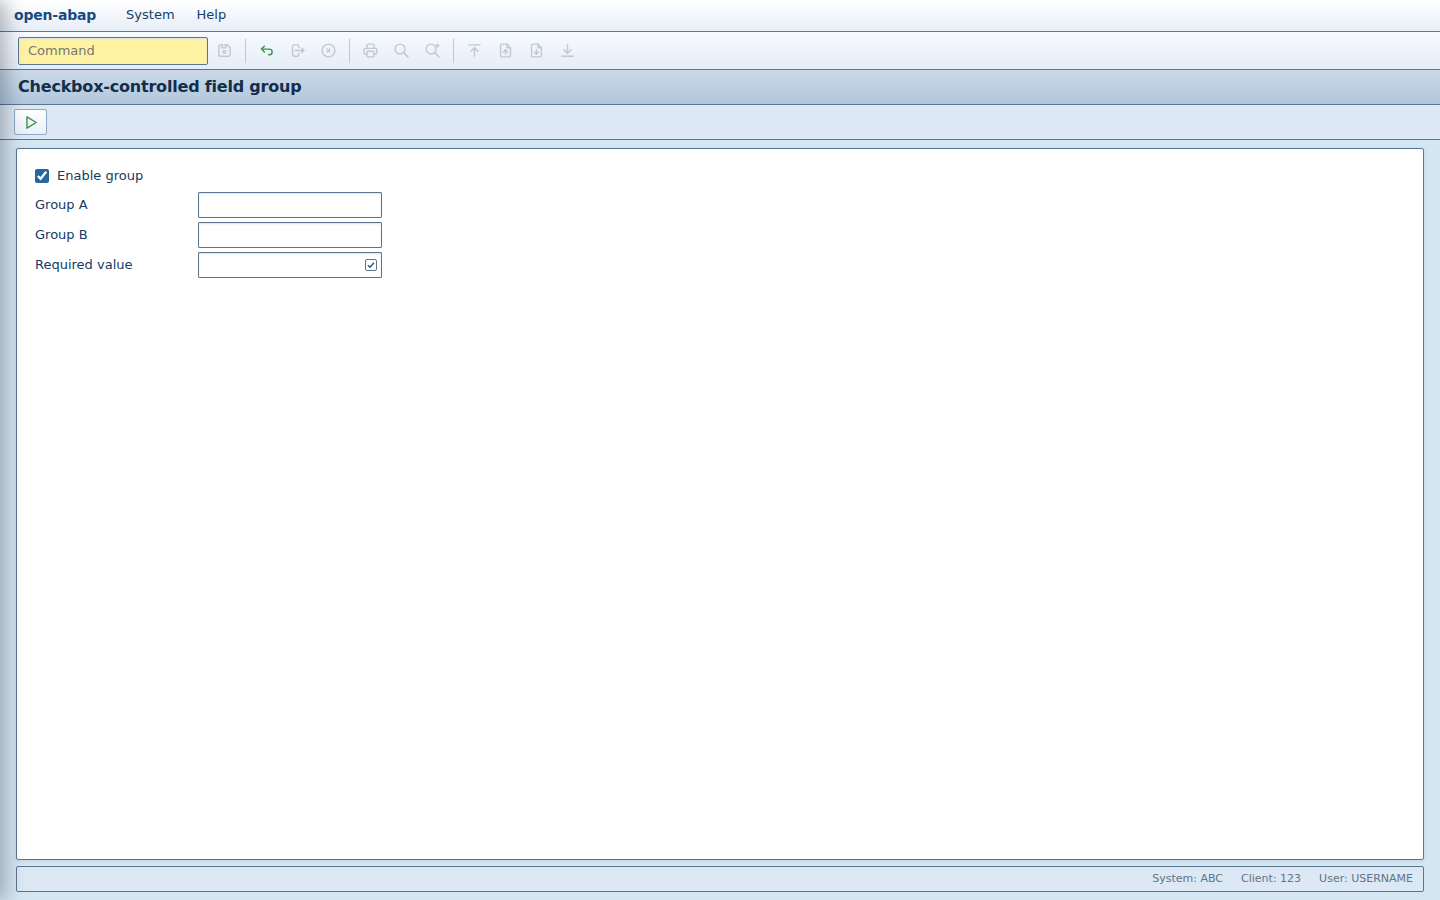 open-abap System Help
Command
Checkbox-controlled field group
Enable group
Group A
Group B
Required value
System: ABC Client: 123 User: USERNAME